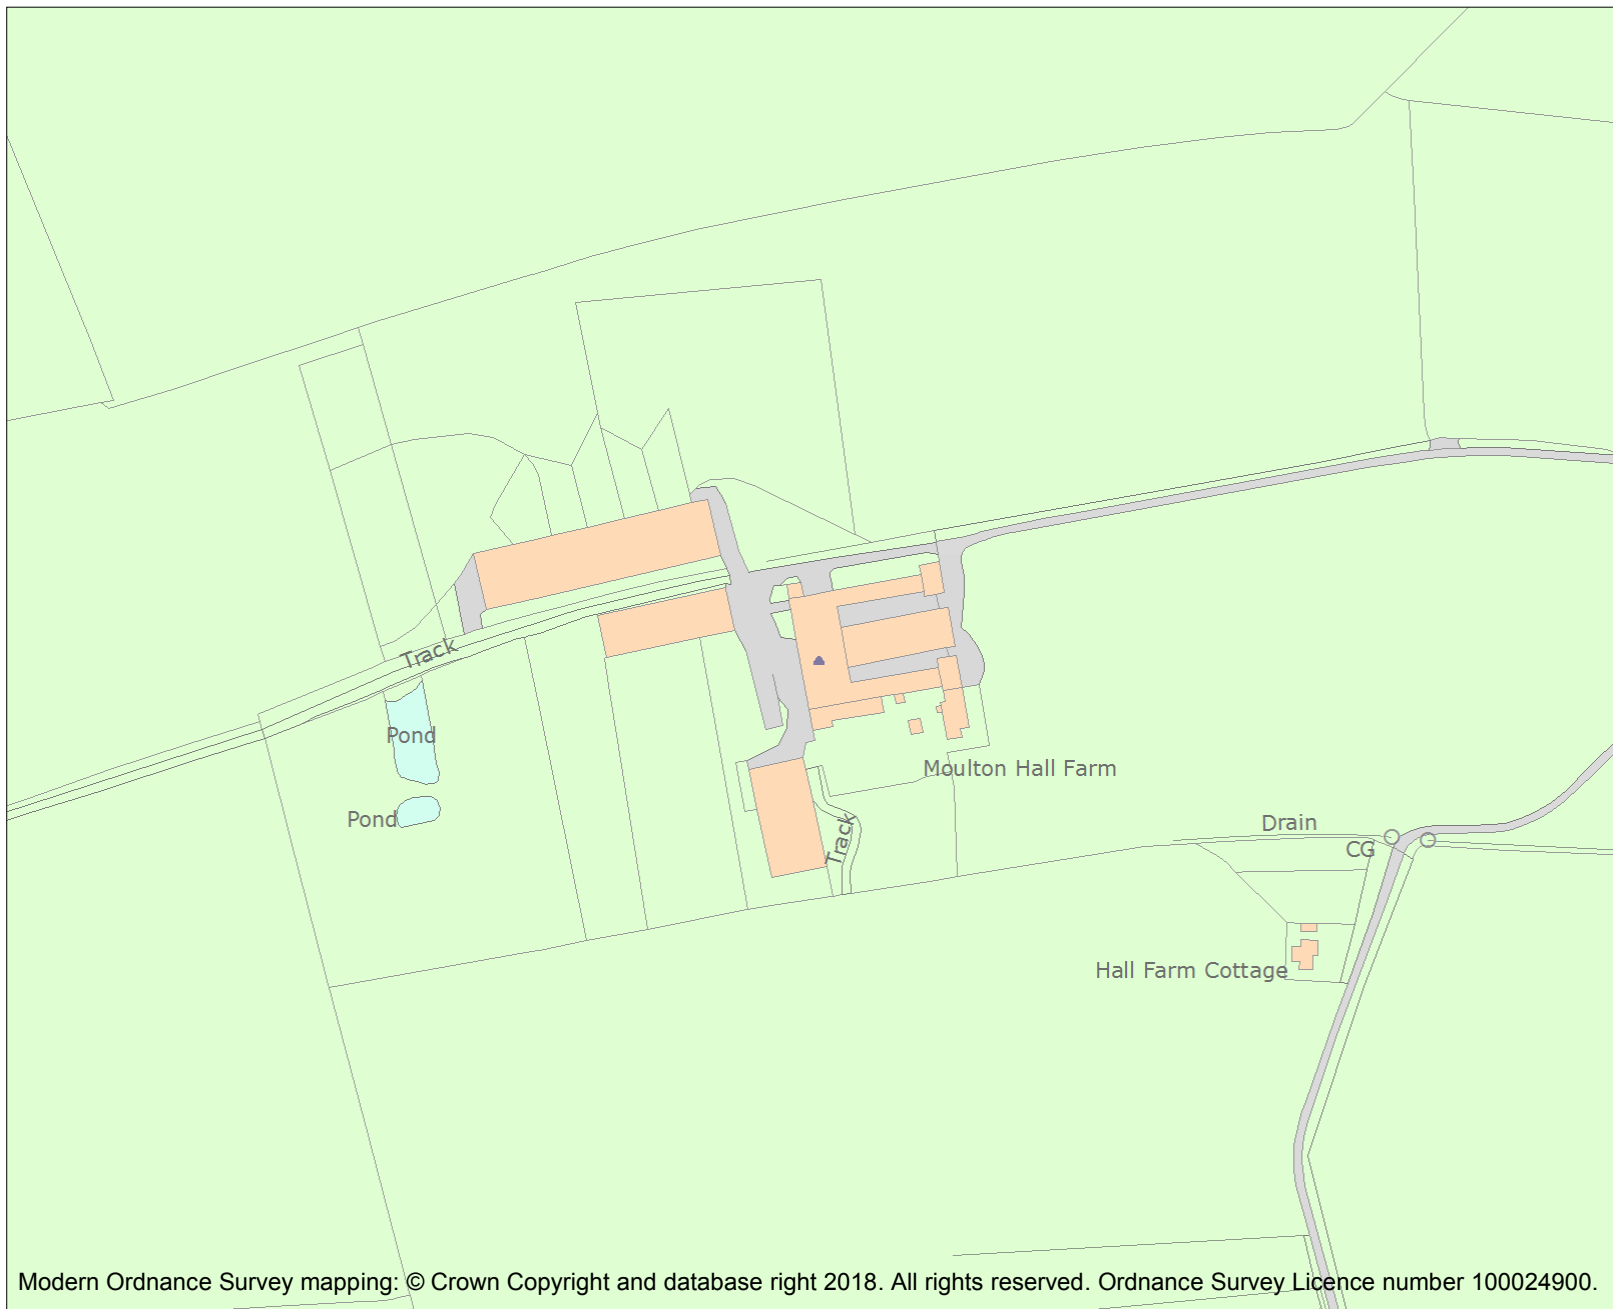 Track
Pond
Pond
Moulton Hall Farm
Track
Drain
CG
Hall Farm Cottage
Modern Ordnance Survey mapping: © Crown Copyright and database right 2018. All rights reserved. Ordnance Survey Licence number 100024900.